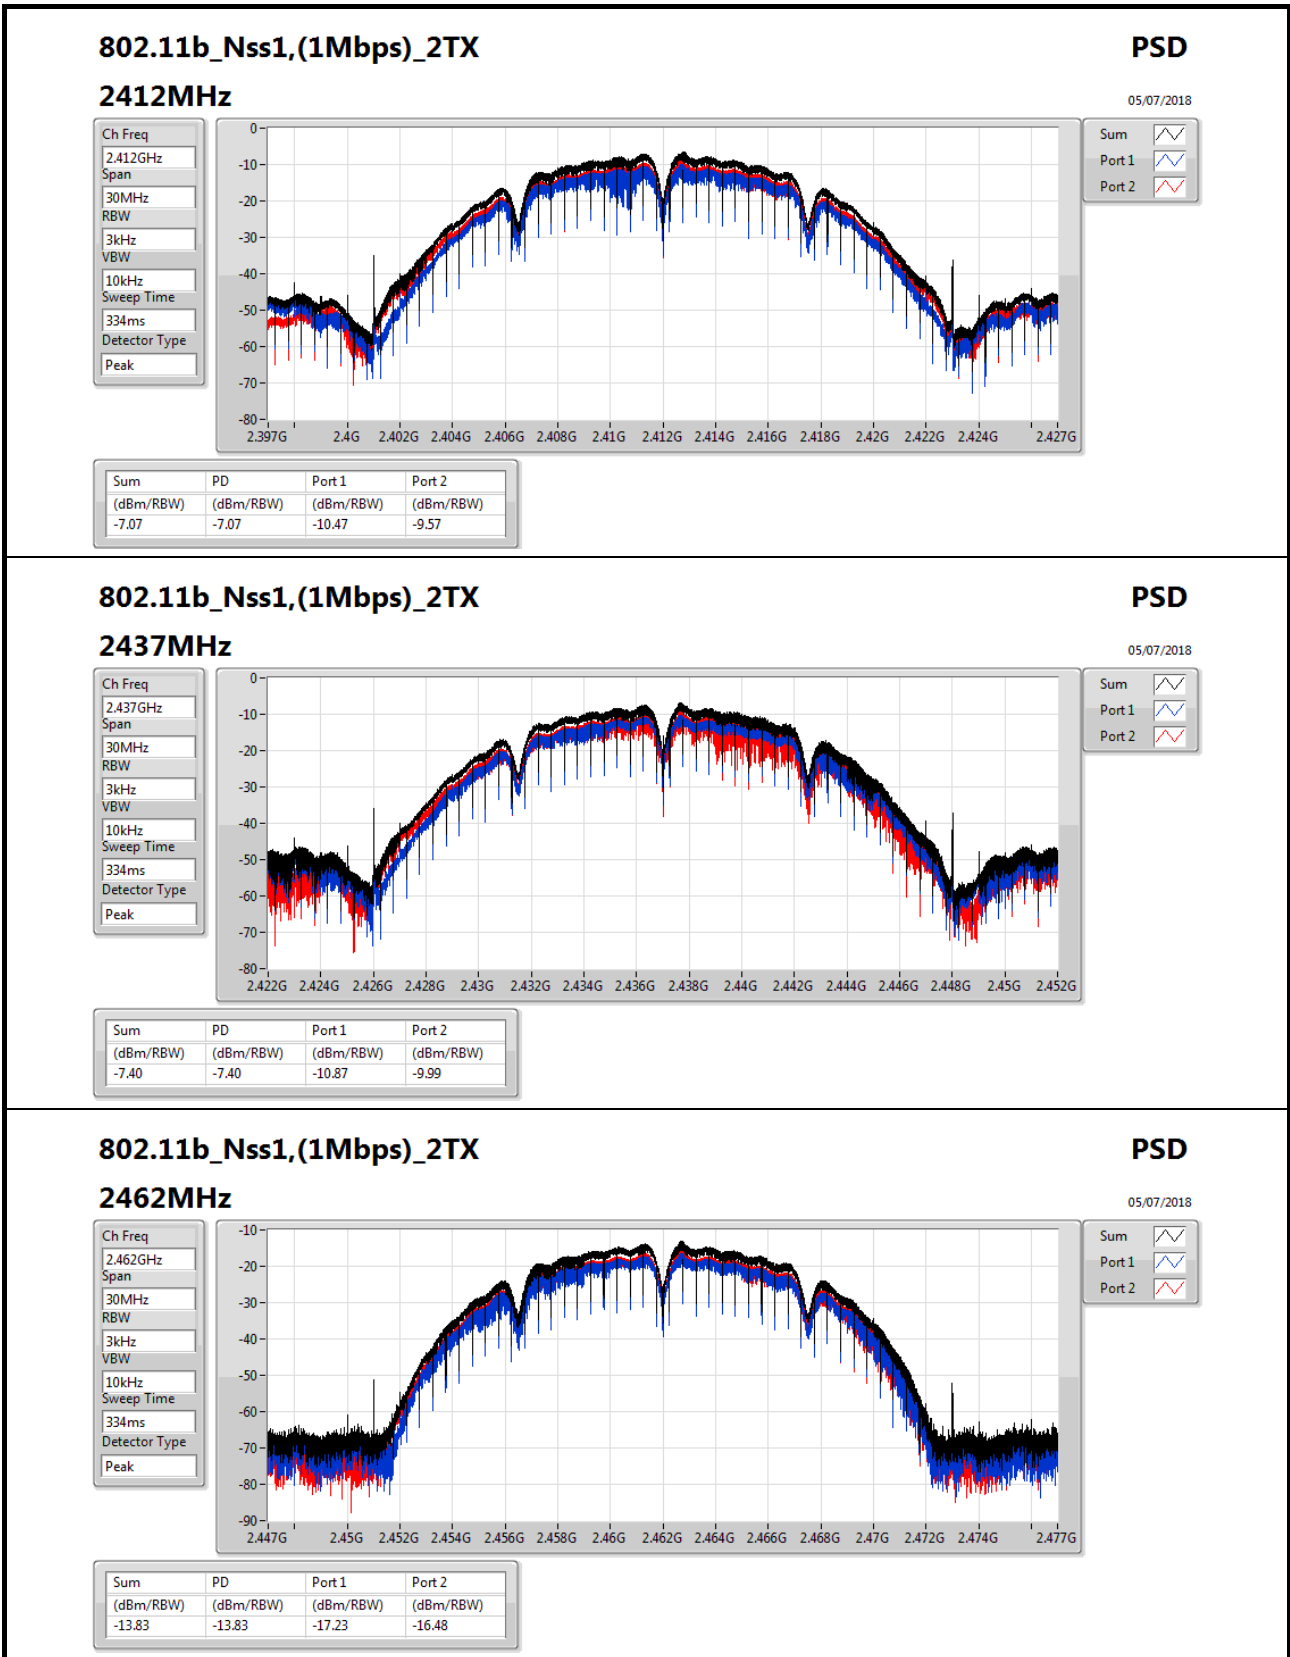 802.11b_Nss1,(1Mbps)_2TX PSD
2412MHz 05/07/2018
Ch Freq
2.412GHz
Span
30MHz
RBW
3kHz
VBW
10kHz
Sweep Time
334ms
Detector Type
Peak
0
-10
-20
-30
-40
-50
-60
-70
-80
2.397G 2.4G 2.402G 2.404G 2.406G 2.408G 2.41G 2.412G 2.414G 2.416G 2.418G 2.42G 2.422G 2.424G 2.427G
Sum
Port 1
Port 2
Sum PD Port 1 Port 2
(dBm/RBW) (dBm/RBW) (dBm/RBW) (dBm/RBW)
-7.07 -7.07 -10.47 -9.57
802.11b_Nss1,(1Mbps)_2TX PSD
2437MHz 05/07/2018
Ch Freq
2.437GHz
Span
30MHz
RBW
3kHz
VBW
10kHz
Sweep Time
334ms
Detector Type
Peak
0
-10
-20
-30
-40
-50
-60
-70
-80
2.422G 2.424G 2.426G 2.428G 2.43G 2.432G 2.434G 2.436G 2.438G 2.44G 2.442G 2.444G 2.446G 2.448G 2.45G 2.452G
Sum
Port 1
Port 2
Sum PD Port 1 Port 2
(dBm/RBW) (dBm/RBW) (dBm/RBW) (dBm/RBW)
-7.40 -7.40 -10.87 -9.99
802.11b_Nss1,(1Mbps)_2TX PSD
2462MHz 05/07/2018
Ch Freq
2.462GHz
Span
30MHz
RBW
3kHz
VBW
10kHz
Sweep Time
334ms
Detector Type
Peak
-10
-20
-30
-40
-50
-60
-70
-80
-90
2.447G 2.45G 2.452G 2.454G 2.456G 2.458G 2.46G 2.462G 2.464G 2.466G 2.468G 2.47G 2.472G 2.474G 2.477G
Sum
Port 1
Port 2
Sum PD Port 1 Port 2
(dBm/RBW) (dBm/RBW) (dBm/RBW) (dBm/RBW)
-13.83 -13.83 -17.23 -16.48